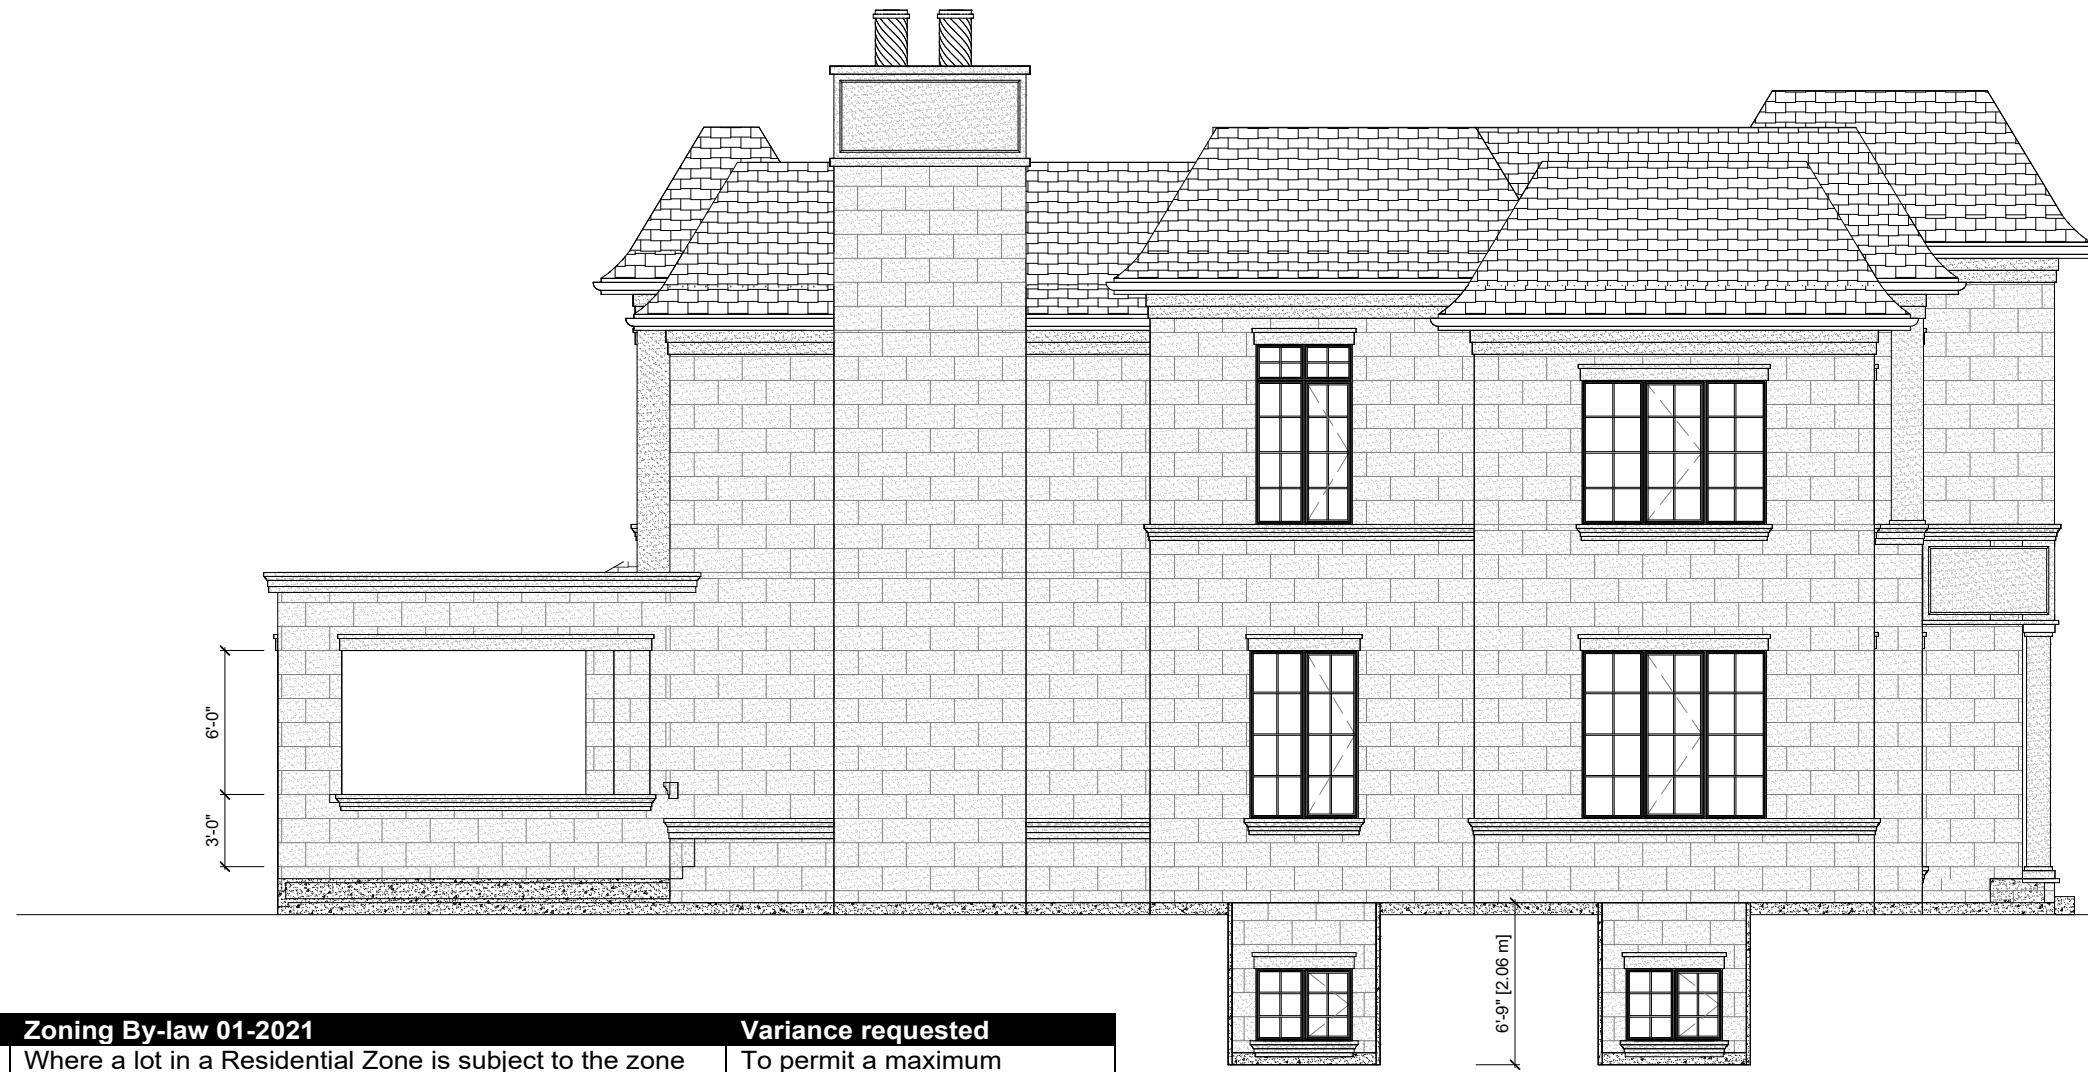 6'-0"
3'-0"
6'-9" [2.06 m]
Zoning By-law 01-2021 Variance requested
Where a lot in a Residential Zone is subject to the zone To permit a maximum